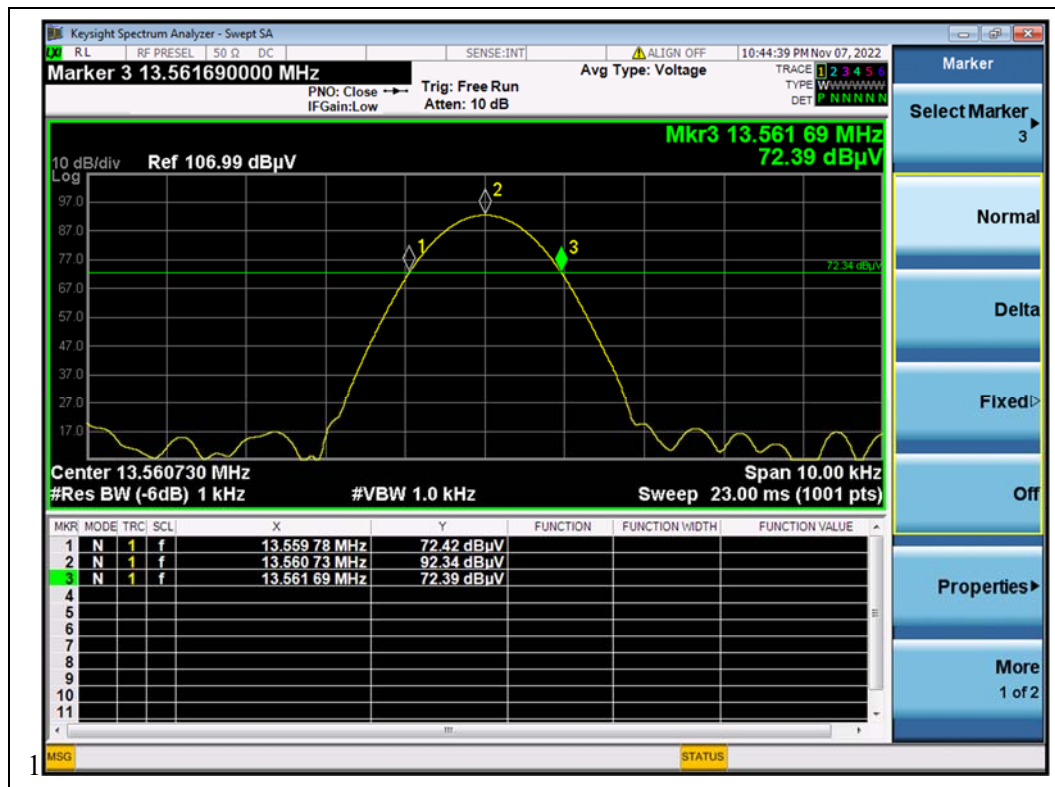 Keysight Spectrum Analyzer - Swept SA
LXI RL RF PRESEL 50 Ω DC SENSE:INT ALIGN OFF 10:44:39 PM Nov 07, 2022
Marker 3 13.561690000 MHz
PNO: Close
IFGain:Low
Trig: Free Run
Atten: 10 dB
Avg Type: Voltage
TRACE 1 2 3 4 5 6
TYPE W
DET P N N N N N
Mkr3 13.561 69 MHz
72.39 dBµV
10 dB/div Ref 106.99 dBµV
Log
97.0
87.0
77.0
67.0
57.0
47.0
37.0
27.0
17.0
1
2
3
72.34 dBµV
Center 13.560730 MHz Span 10.00 kHz
#Res BW (-6dB) 1 kHz #VBW 1.0 kHz Sweep 23.00 ms (1001 pts)
MKR MODE TRC SCL X Y FUNCTION FUNCTION WIDTH FUNCTION VALUE
1 N 1 f 13.559 78 MHz 72.42 dBµV
2 N 1 f 13.560 73 MHz 92.34 dBµV
3 N 1 f 13.561 69 MHz 72.39 dBµV
4
5
6
7
8
9
10
11
MSG STATUS
Marker
Select Marker
3
Normal
Delta
Fixed
Off
Properties
More
1 of 2
1